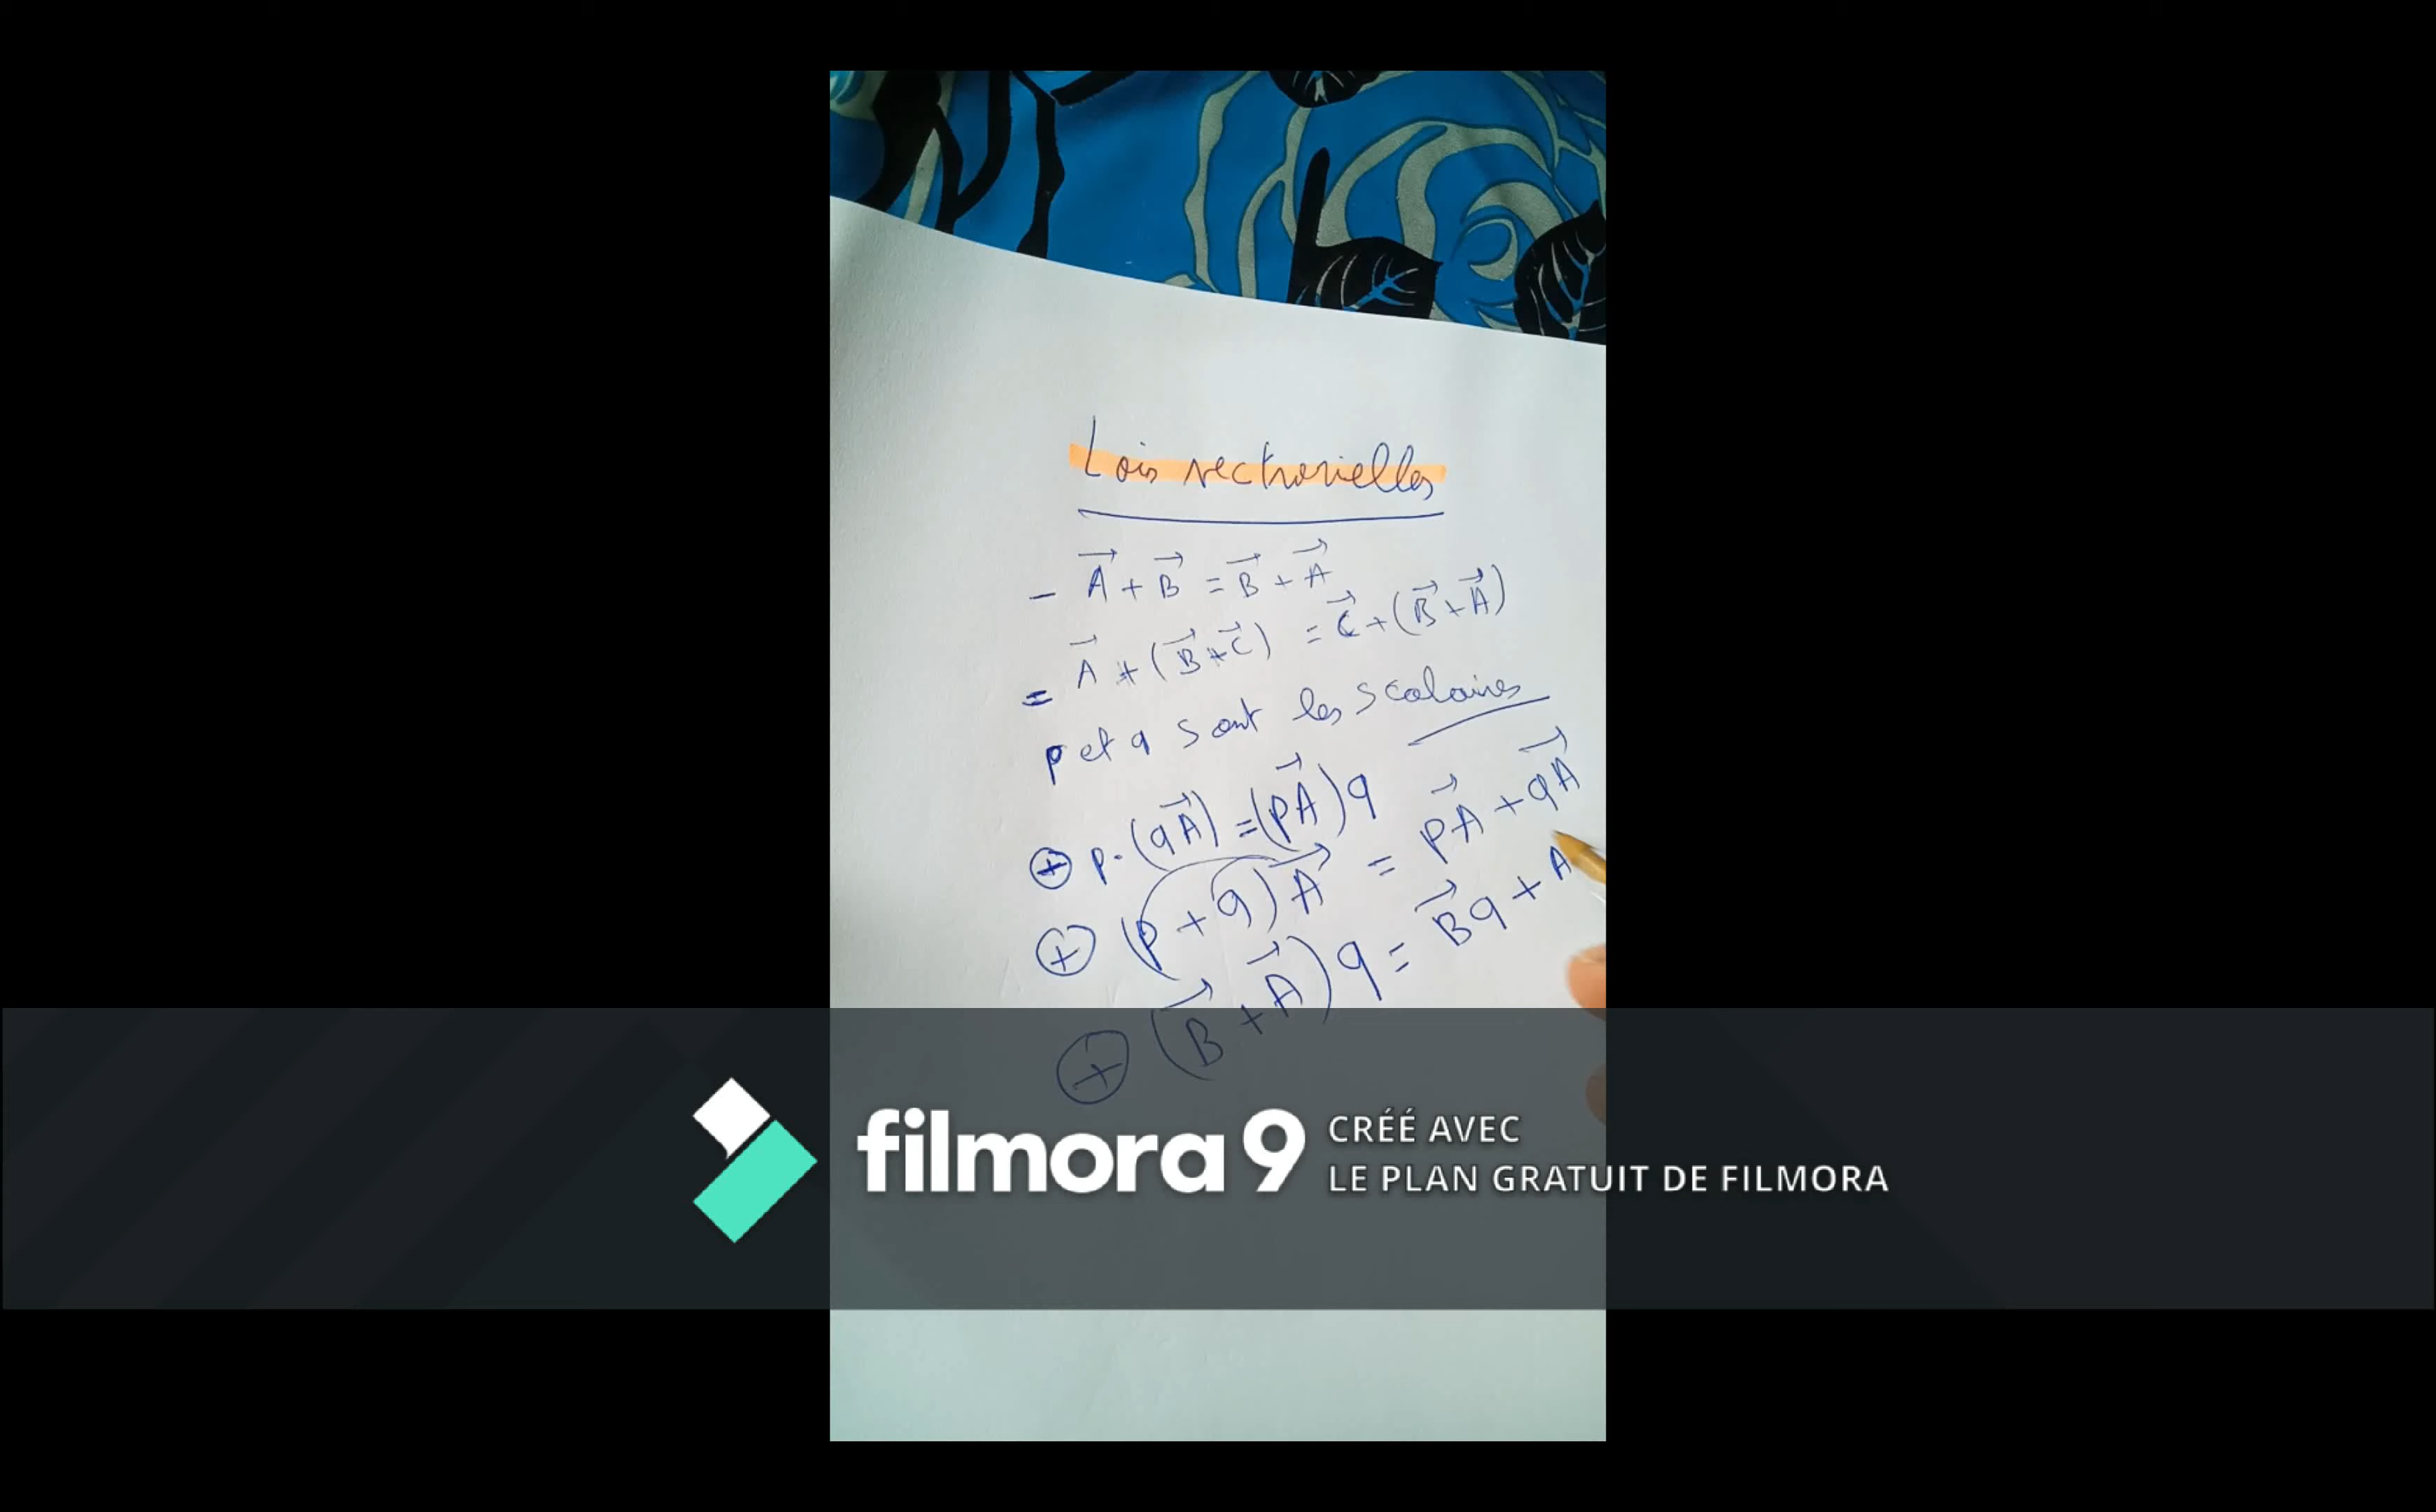 Lois vectorielles
- A⃗ + B⃗ = B⃗ + A⃗
= A⃗ + (B⃗ + C⃗) = C⃗ + (B⃗ + A⃗)
p et q sont les scalaires
⊕ p. (qA⃗) = (pA⃗)q
⊕ (p + q)A⃗ = pA⃗ + qA⃗
⊕ (B⃗ + A⃗)q = B⃗q + A
filmora 9 CRÉÉ AVEC
LE PLAN GRATUIT DE FILMORA